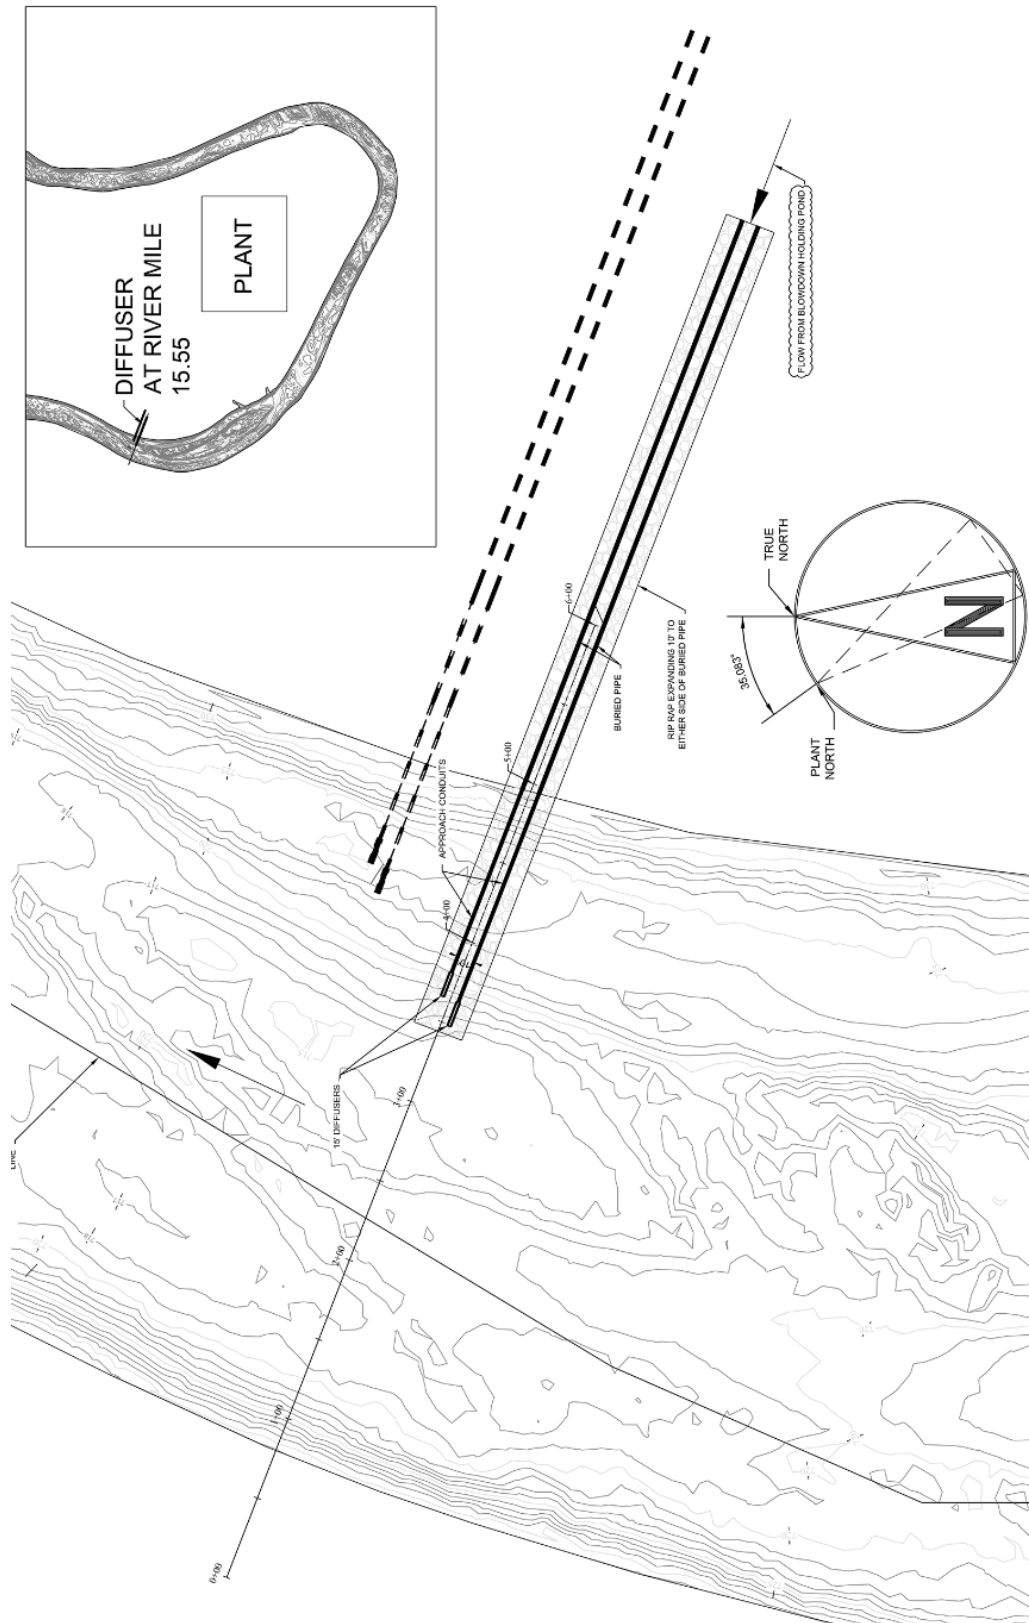 DIFFUSER
AT RIVER MILE
15.55
PLANT
FLOW FROM BLOWDOWN HOLDING POND
TRUE
NORTH
35.083°
PLANT
NORTH
N
RIP RAP EXPANDING 10' TO
EITHER SIDE OF BURIED PIPE
BURIED PIPE
6+00
5+00
APPROACH CONDUITS
4+00
15' DIFFUSERS
3+00
LINE
2+00
1+00
0+00